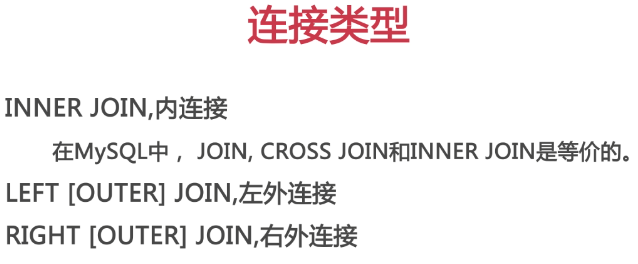 连接类型
INNER JOIN,内连接
在MySQL中， JOIN, CROSS JOIN和INNER JOIN是等价的。
LEFT [OUTER] JOIN,左外连接
RIGHT [OUTER] JOIN,右外连接